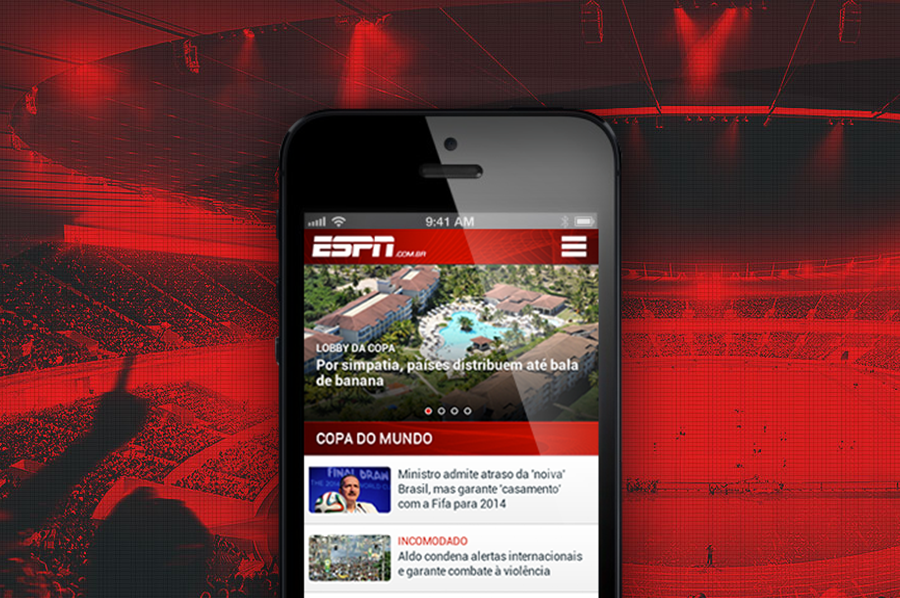 9:41 AM
ESPN.COM.BR
LOBBY DA COPA
Por simpatia, países distribuem até bala
de banana
COPA DO MUNDO
FINAL DRAW
Ministro admite atraso da 'noiva'
Brasil, mas garante 'casamento'
com a Fifa para 2014
INCOMODADO
Aldo condena alertas internacionais
e garante combate à violência